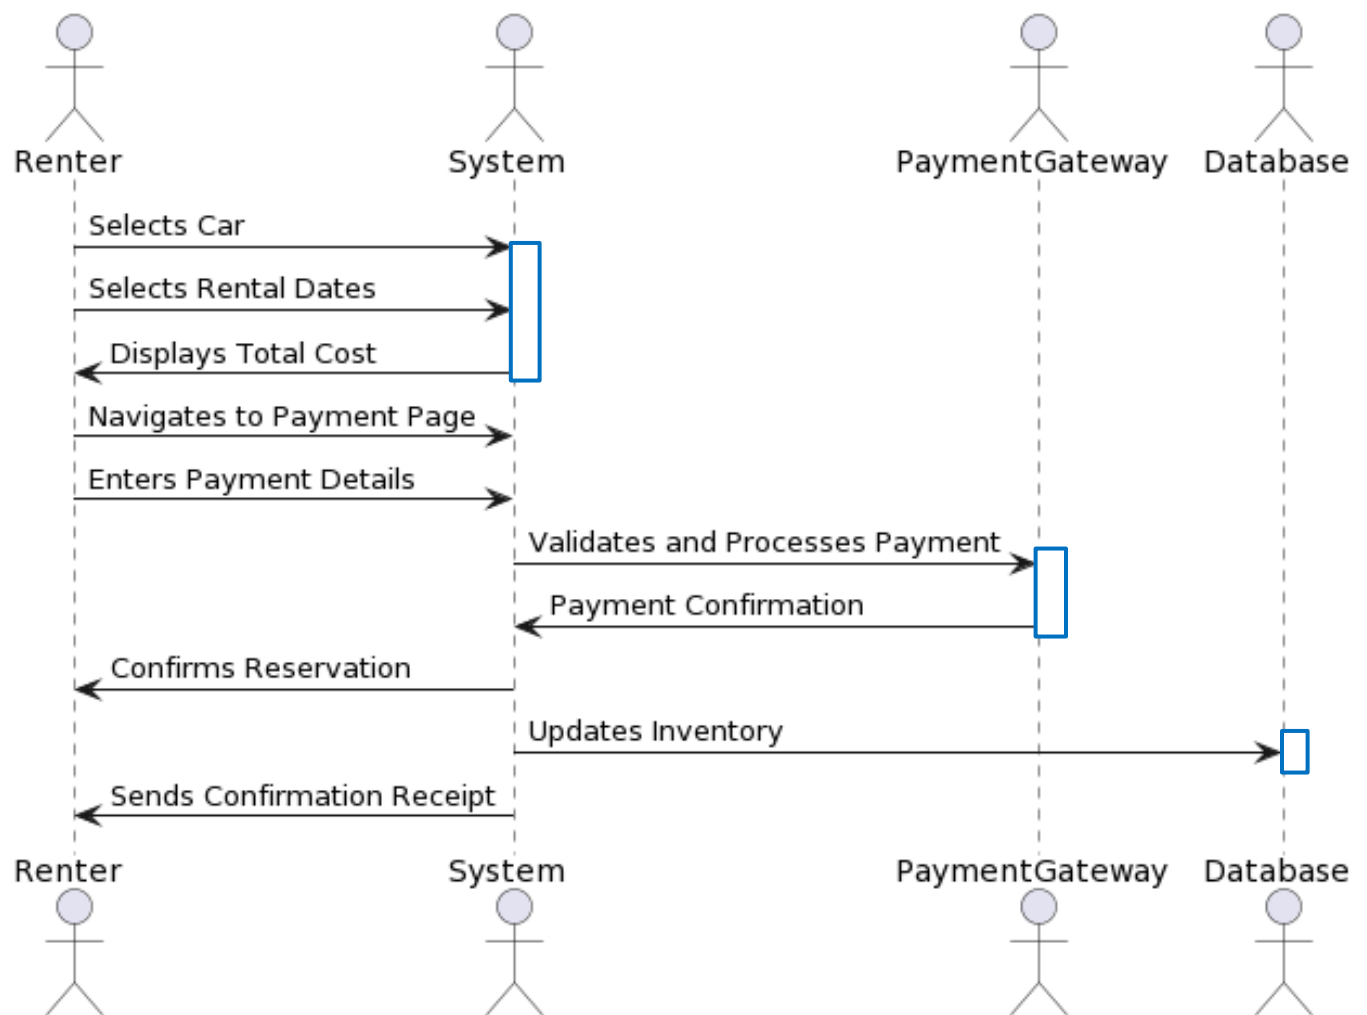 Renter
System
PaymentGateway
Database
Selects Car
Selects Rental Dates
Displays Total Cost
Navigates to Payment Page
Enters Payment Details
Validates and Processes Payment
Payment Confirmation
Confirms Reservation
Updates Inventory
Sends Confirmation Receipt
Renter
System
PaymentGateway
Database